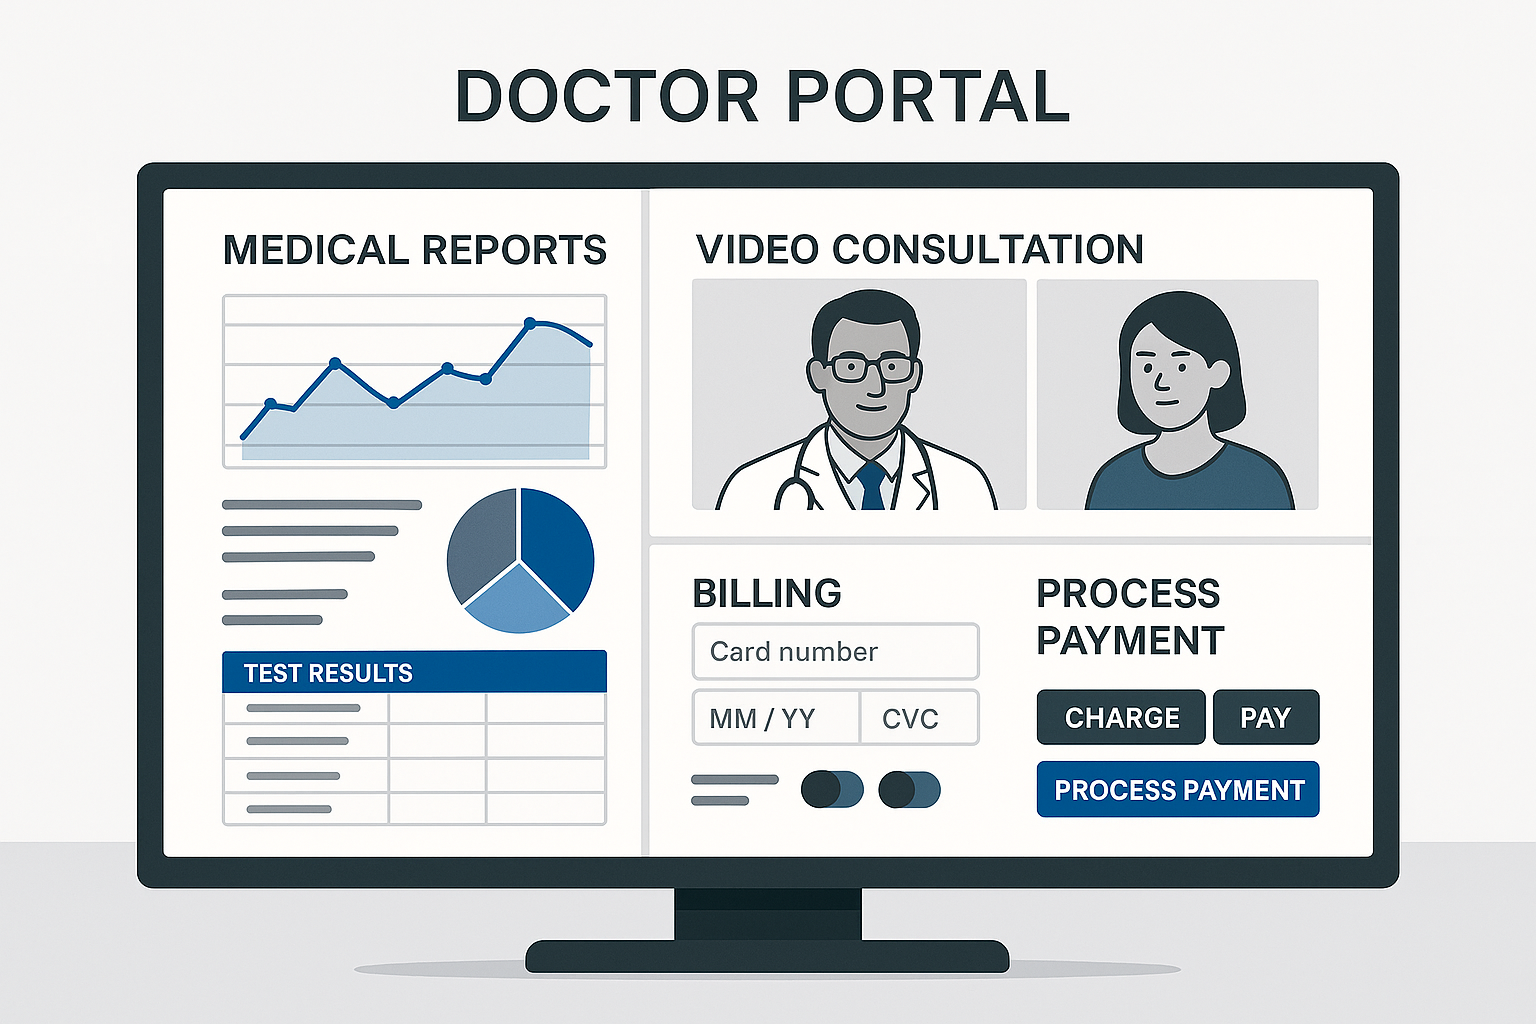 DOCTOR PORTAL
MEDICAL REPORTS
TEST RESULTS
VIDEO CONSULTATION
BILLING
Card number
MM / YY
CVC
PROCESS
PAYMENT
CHARGE
PAY
PROCESS PAYMENT